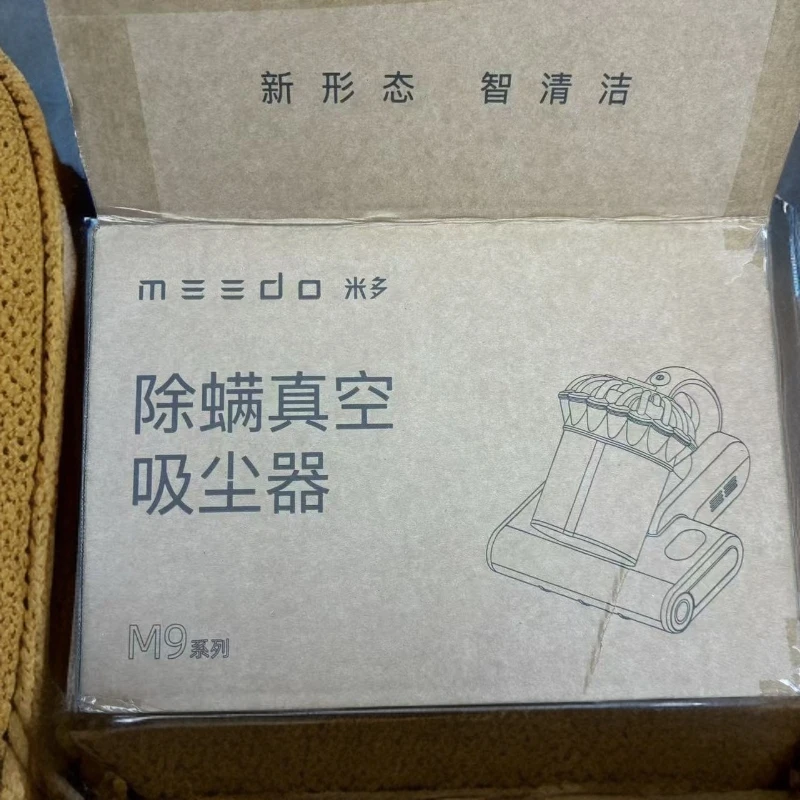 新形态 智清洁
meedo 米多
除螨真空
吸尘器
M9系列